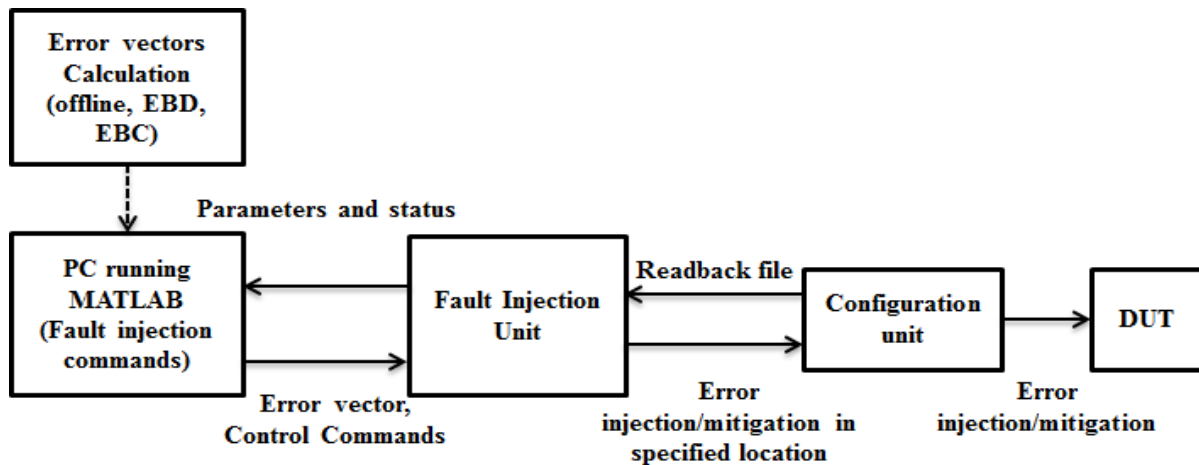 Error vectors
Calculation
(offline, EBD,
EBC)
Parameters and status
PC running
MATLAB
(Fault injection
commands)
Error vector,
Control Commands
Fault Injection
Unit
Readback file
Error
injection/mitigation in
specified location
Configuration
unit
Error
injection/mitigation
DUT